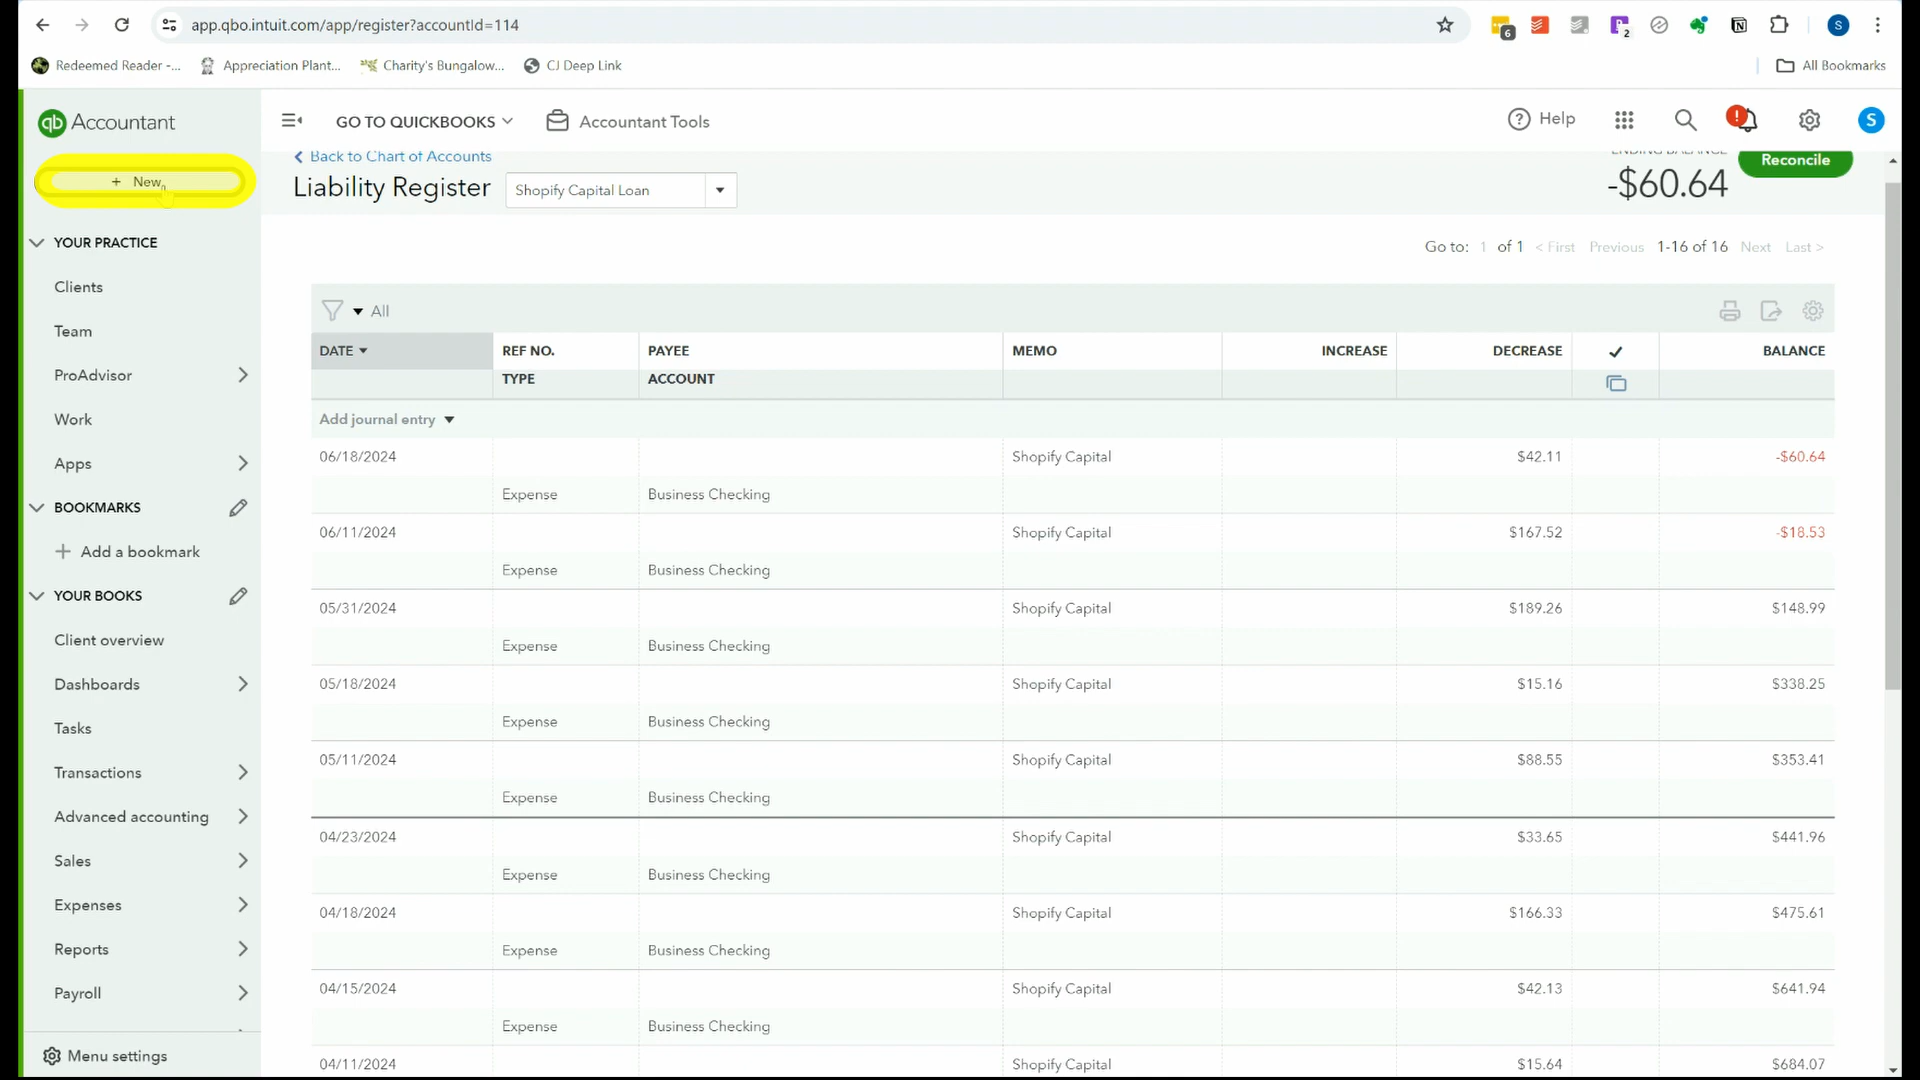 app.qbo.intuit.com/app/register?accountId=114
6
2
S
Redeemed Reader -...
Appreciation Plant...
Charity's Bungalow...
CJ Deep Link
All Bookmarks
qb Accountant
GO TO QUICKBOOKS
Accountant Tools
Help
S
+ New
Back to Chart of Accounts
ENDING BALANCE
Reconcile
Liability Register
Shopify Capital Loan
-$60.64
YOUR PRACTICE
Clients
Team
ProAdvisor
Work
Apps
BOOKMARKS
+ Add a bookmark
YOUR BOOKS
Client overview
Dashboards
Tasks
Transactions
Advanced accounting
Sales
Expenses
Reports
Payroll
Menu settings
Go to: 1 of 1 < First Previous 1-16 of 16 Next Last >
All
DATE REF NO. PAYEE MEMO INCREASE DECREASE ✓ BALANCE
TYPE ACCOUNT
Add journal entry
06/18/2024 Shopify Capital $42.11 -$60.64
Expense Business Checking
06/11/2024 Shopify Capital $167.52 -$18.53
Expense Business Checking
05/31/2024 Shopify Capital $189.26 $148.99
Expense Business Checking
05/18/2024 Shopify Capital $15.16 $338.25
Expense Business Checking
05/11/2024 Shopify Capital $88.55 $353.41
Expense Business Checking
04/23/2024 Shopify Capital $33.65 $441.96
Expense Business Checking
04/18/2024 Shopify Capital $166.33 $475.61
Expense Business Checking
04/15/2024 Shopify Capital $42.13 $641.94
Expense Business Checking
04/11/2024 Shopify Capital $15.64 $684.07